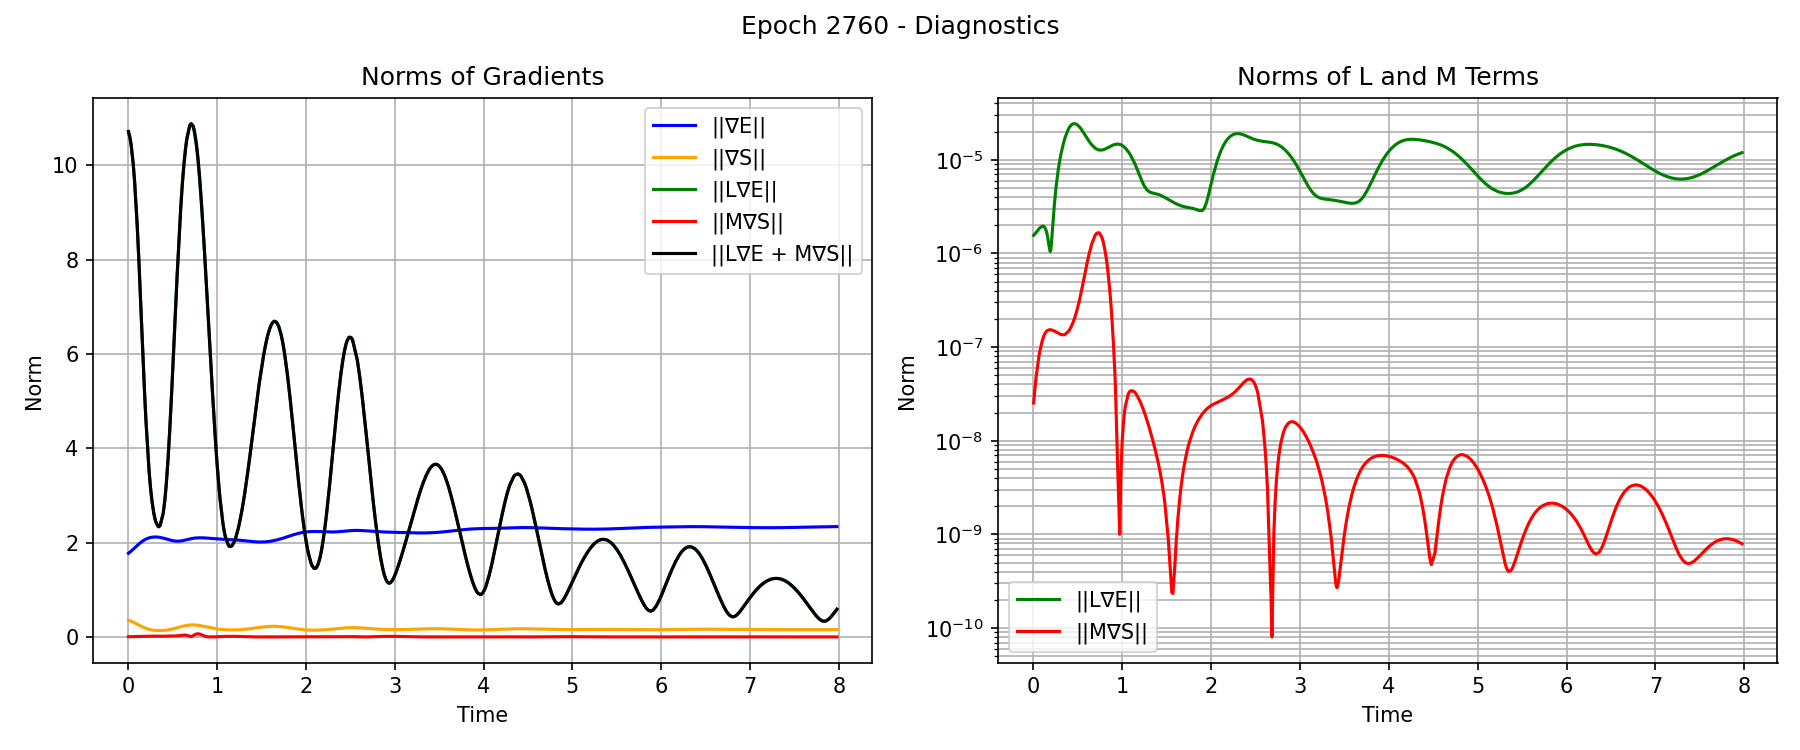 Epoch 2760 - Diagnostics
Norms of Gradients
Norm
10
8
6
4
2
0
||∇E||
||∇S||
||L∇E||
||M∇S||
||L∇E + M∇S||
0 1 2 3 4 5 6 7 8
Time
Norms of L and M Terms
Norm
10⁻⁵
10⁻⁶
10⁻⁷
10⁻⁸
10⁻⁹
10⁻¹⁰
||L∇E||
||M∇S||
0 1 2 3 4 5 6 7 8
Time